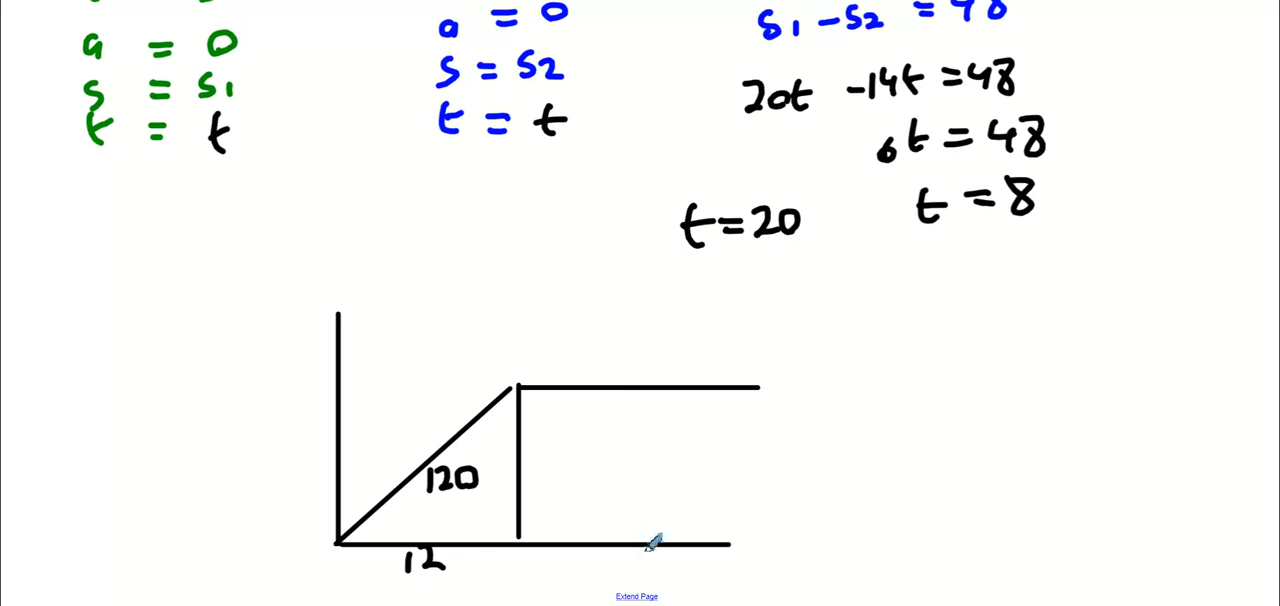 a = 0
s = s1
t = t
a = 0
s = s2
t = t
s1 - s2 = 48
20t - 14t = 48
6t = 48
t = 8
t = 20
120
12
Extend Page